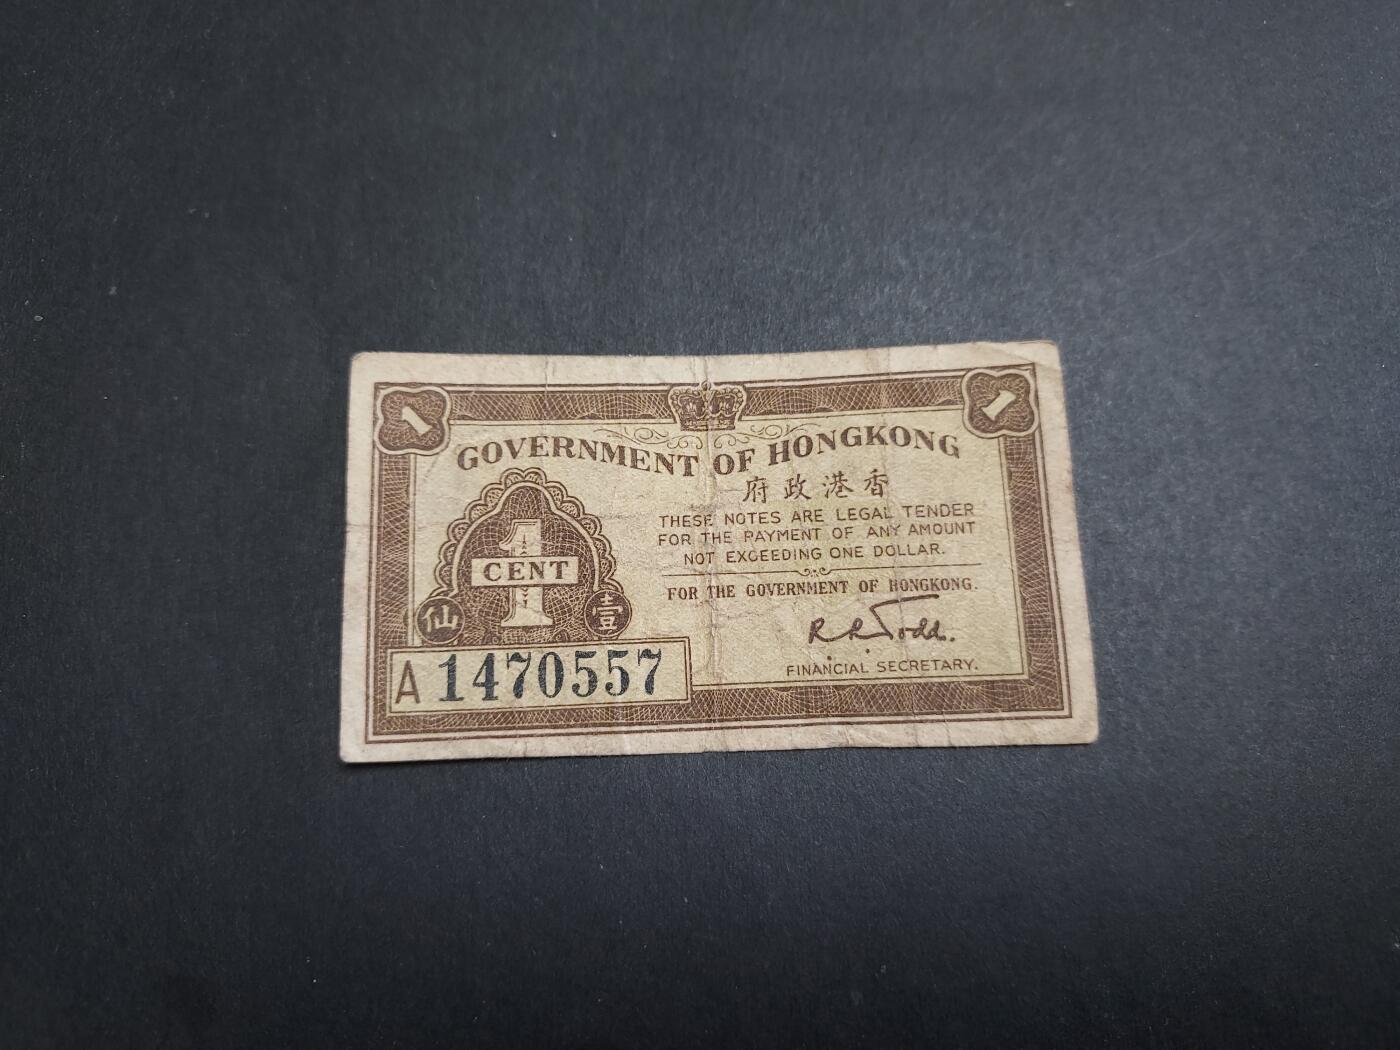 1 1
GOVERNMENT OF HONGKONG
府政港香
THESE NOTES ARE LEGAL TENDER
FOR THE PAYMENT OF ANY AMOUNT
NOT EXCEEDING ONE DOLLAR.
FOR THE GOVERNMENT OF HONGKONG.
R.R. Todd.
FINANCIAL SECRETARY.
1
CENT
仙 壹
A 1470557